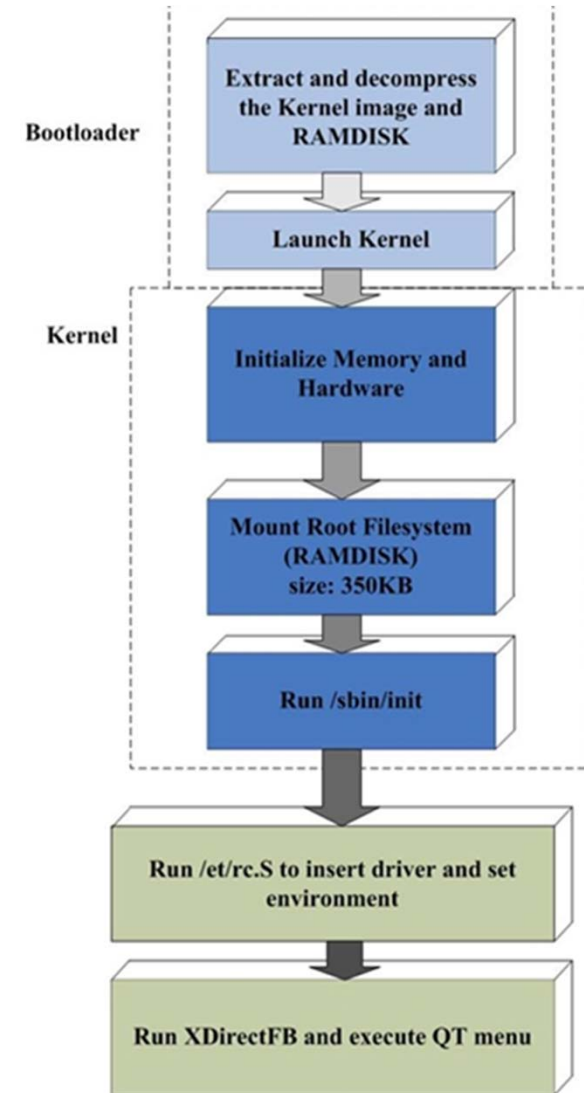 Extract and decompress
the Kernel image and
RAMDISK
Bootloader
Launch Kernel
Kernel
Initialize Memory and
Hardware
Mount Root Filesystem
(RAMDISK)
size: 350KB
Run /sbin/init
Run /et/rc.S to insert driver and set
environment
Run XDirectFB and execute QT menu